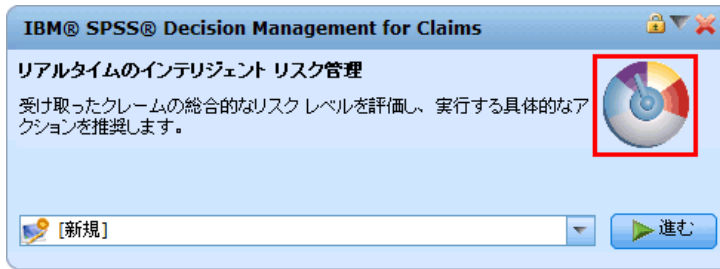 IBM® SPSS® Decision Management for Claims
リアルタイムのインテリジェント リスク管理
受け取ったクレームの総合的なリスク レベルを評価し、実行する具体的なア
クションを推奨します。
[新規]
進む